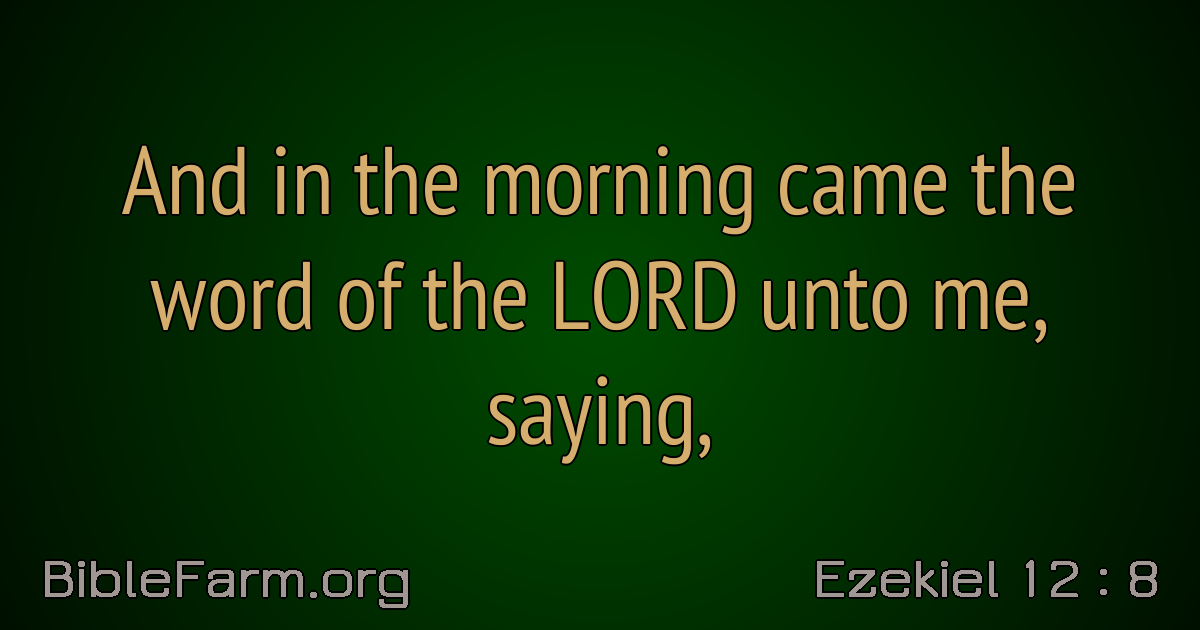 And in the morning came the
word of the LORD unto me,
saying,
BibleFarm.org
Ezekiel 12 : 8